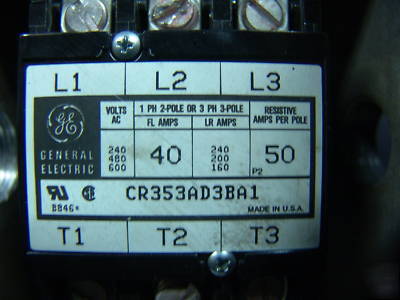 L1 L2 L3
VOLTS AC
1 PH 2-POLE OR 3 PH 3-POLE
FL AMPS
LR AMPS
RESISTIVE AMPS PER POLE
GE
GENERAL ELECTRIC
240 480 600
40
240 200 160
50
P2
CR353AD3BA1
8846*
MADE IN U.S.A.
T1 T2 T3